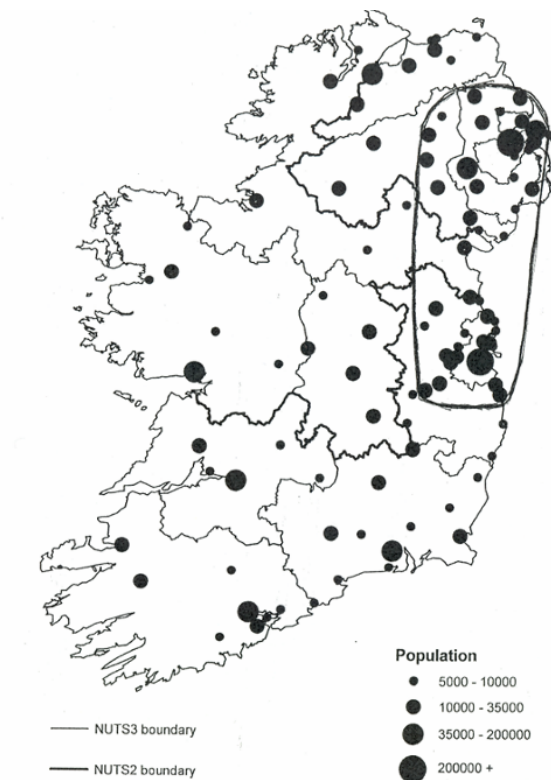 Population
5000 - 10000
10000 - 35000
35000 - 200000
200000 +
NUTS3 boundary
NUTS2 boundary